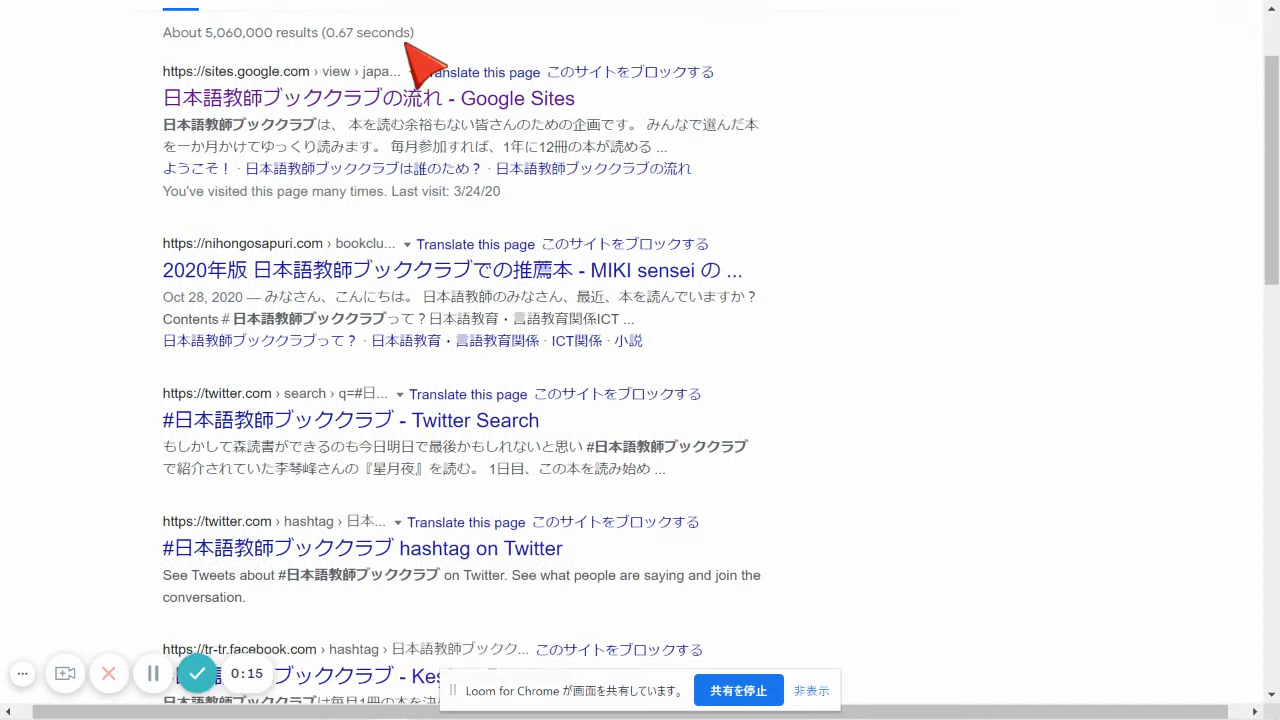 About 5,060,000 results (0.67 seconds)
https://sites.google.com › view › japa... Translate this page このサイトをブロックする
日本語教師ブッククラブの流れ - Google Sites
日本語教師ブッククラブは、 本を読む余裕もない皆さんのための企画です。 みんなで選んだ本
を一か月かけてゆっくり読みます。 毎月参加すれば、1年に12冊の本が読める ...
ようこそ！ · 日本語教師ブッククラブは誰のため？ · 日本語教師ブッククラブの流れ
You've visited this page many times. Last visit: 3/24/20
https://nihongosapuri.com › bookclu... Translate this page このサイトをブロックする
2020年版 日本語教師ブッククラブでの推薦本 - MIKI sensei の ...
Oct 28, 2020 — みなさん、こんにちは。 日本語教師のみなさん、最近、本を読んでいますか？
Contents # 日本語教師ブッククラブって？日本語教育・言語教育関係ICT ...
日本語教師ブッククラブって？ · 日本語教育・言語教育関係 · ICT関係 · 小説
https://twitter.com › search › q=#日... Translate this page このサイトをブロックする
#日本語教師ブッククラブ - Twitter Search
もしかして森読書ができるのも今日明日で最後かもしれないと思い #日本語教師ブッククラブ
で紹介されていた李琴峰さんの『星月夜』を読む。 1日目、この本を読み始め ...
https://twitter.com › hashtag › 日本... Translate this page このサイトをブロックする
#日本語教師ブッククラブ hashtag on Twitter
See Tweets about #日本語教師ブッククラブ on Twitter. See what people are saying and join the
conversation.
https://tr-tr.facebook.com › hashtag › 日本語教師ブックク... このサイトをブロックする
ブッククラブ - Kes
0:15
Loom for Chrome が画面を共有しています。 共有を停止 非表示